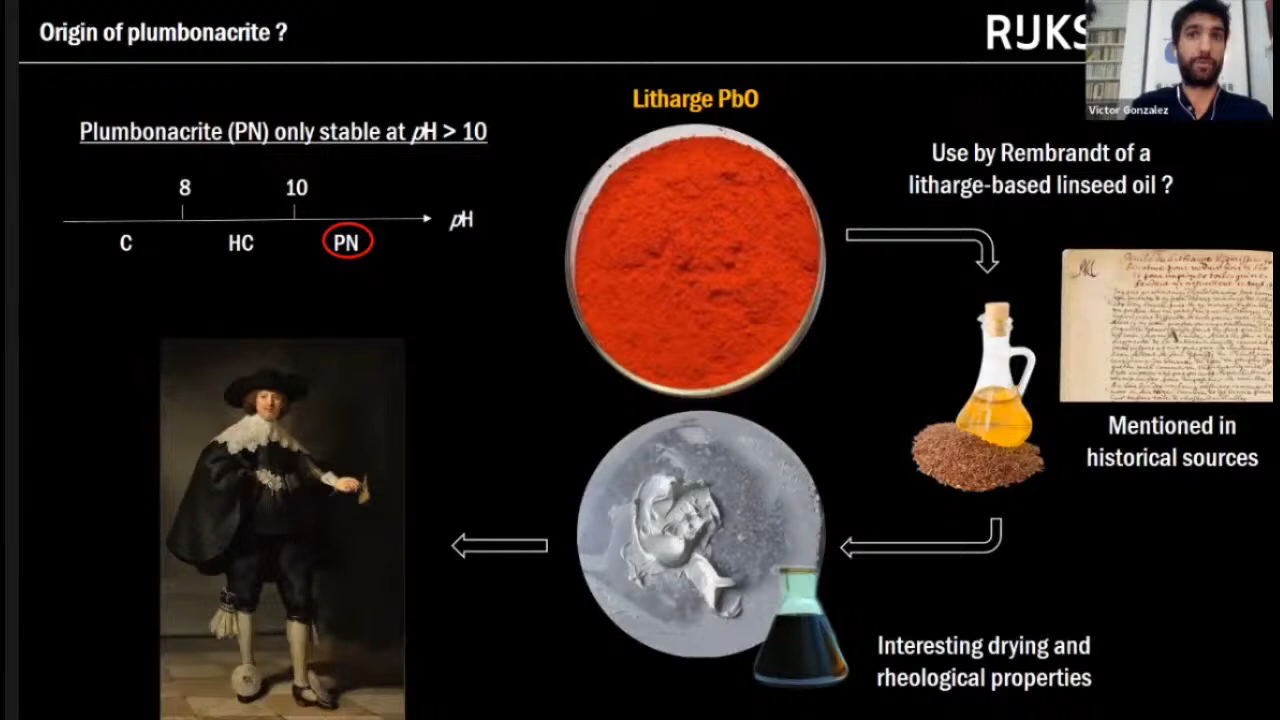 Origin of plumbonacrite ?
RIJKS
Victor Gonzalez
Litharge PbO
Plumbonacrite (PN) only stable at pH > 10
8 10
pH
C HC PN
Use by Rembrandt of a
litharge-based linseed oil ?
Mentioned in
historical sources
Interesting drying and
rheological properties